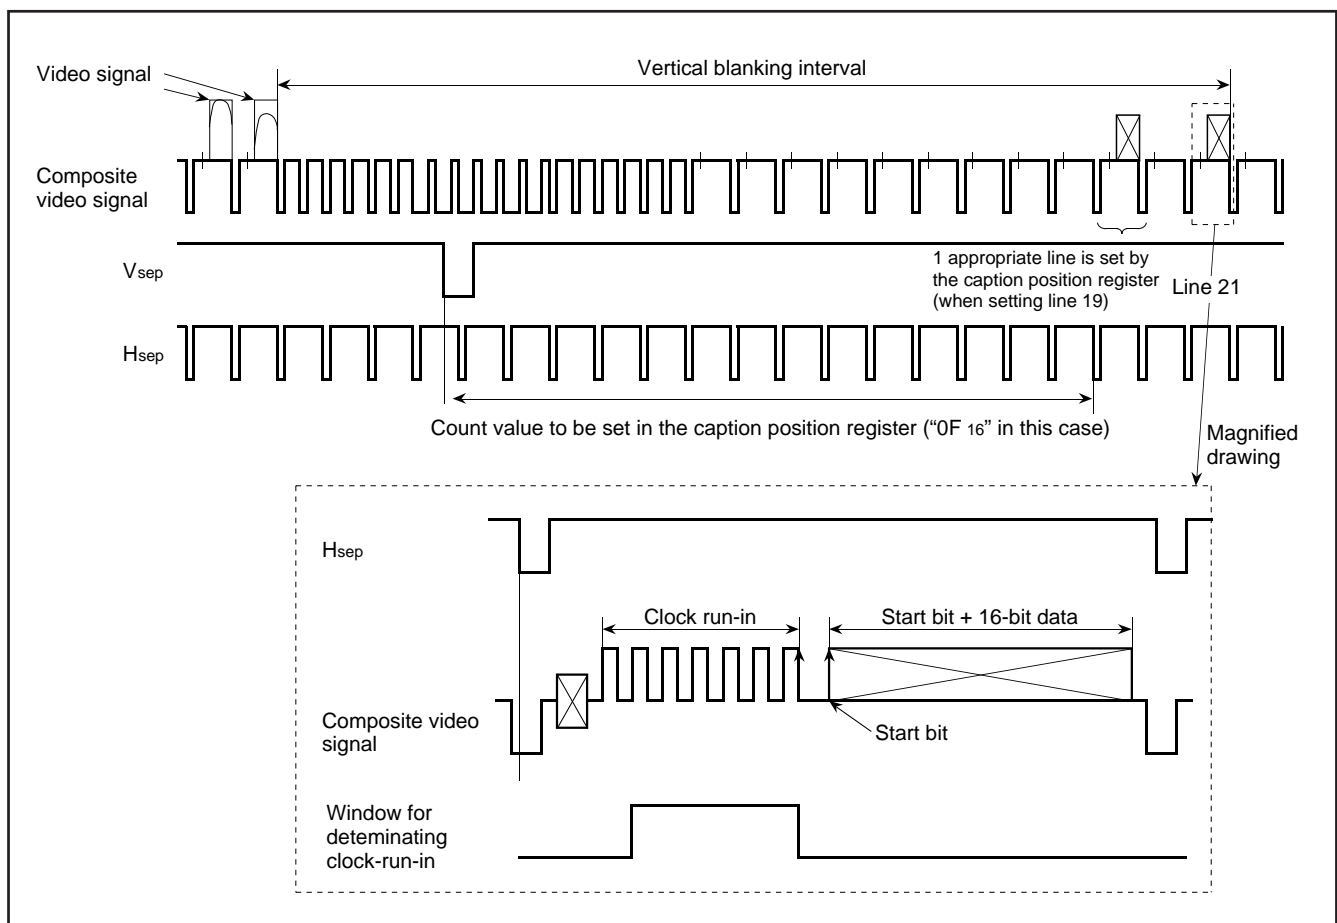 Video signal
Vertical blanking interval
Composite
video signal
Vsep
1 appropriate line is set by
the caption position register
(when setting line 19)
Line 21
Hsep
Count value to be set in the caption position register (“0F 16” in this case)
Magnified
drawing
Hsep
Clock run-in
Start bit + 16-bit data
Composite video
signal
Start bit
Window for
deteminating
clock-run-in